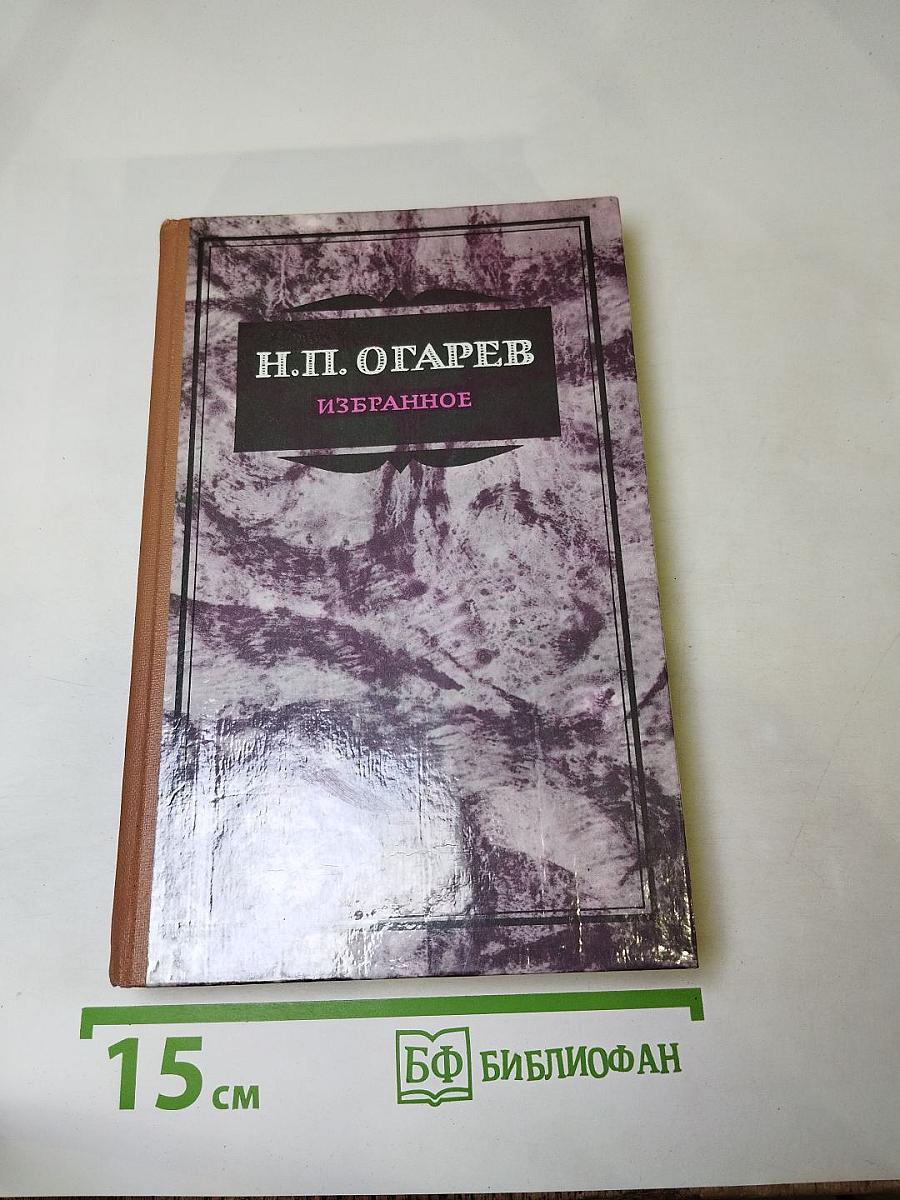 Н.П. ОГАРЕВ
ИЗБРАННОЕ
15 см
БФ БИБЛИОФАН